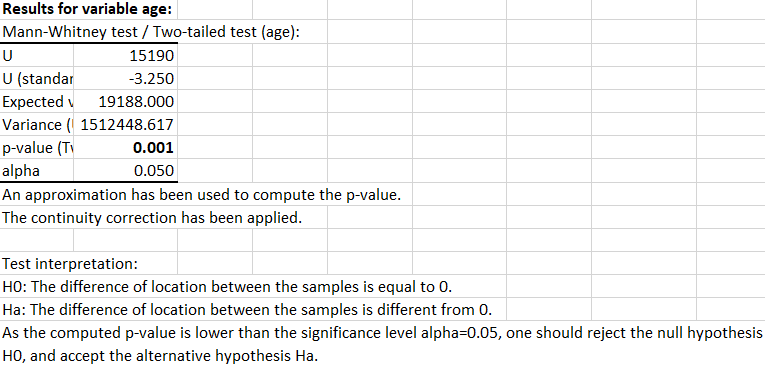 Results for variable age:
Mann-Whitney test / Two-tailed test (age):
U 15190
U (standar -3.250
Expected v 19188.000
Variance ( 1512448.617
p-value (Tv 0.001
alpha 0.050
An approximation has been used to compute the p-value.
The continuity correction has been applied.
Test interpretation:
H0: The difference of location between the samples is equal to 0.
Ha: The difference of location between the samples is different from 0.
As the computed p-value is lower than the significance level alpha=0.05, one should reject the null hypothesis
H0, and accept the alternative hypothesis Ha.